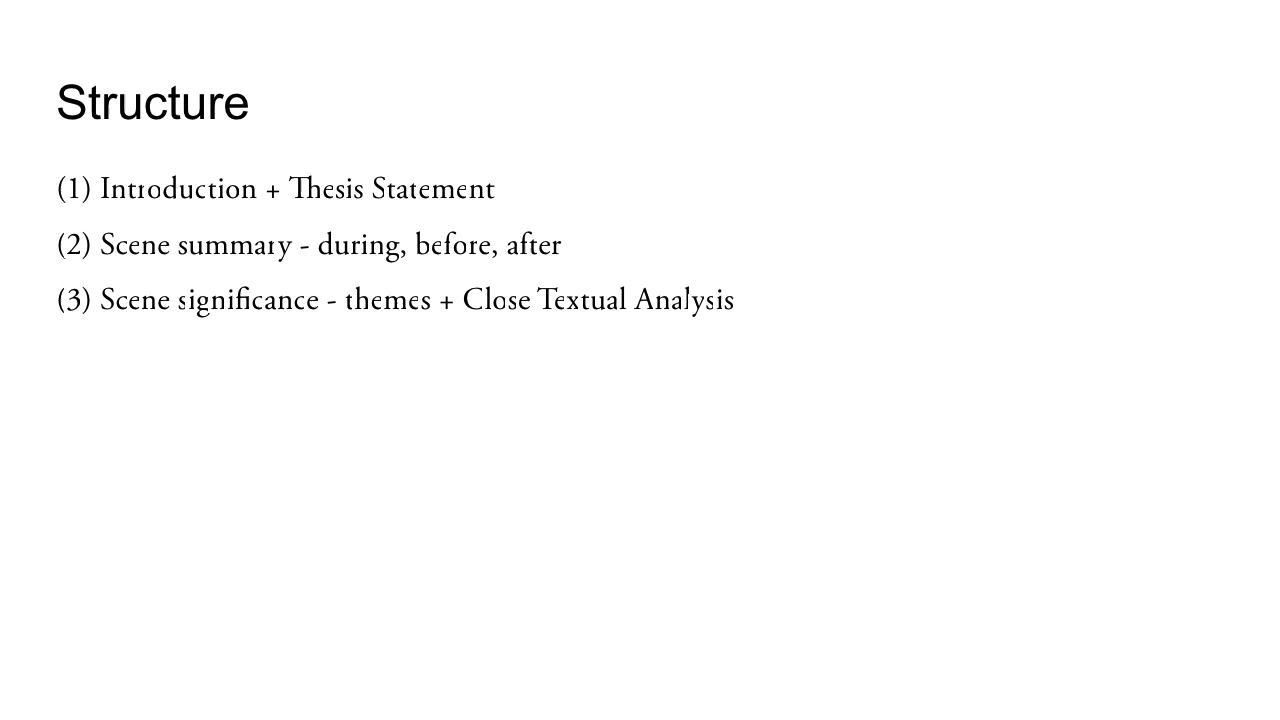 Structure
(1) Introduction + Thesis Statement
(2) Scene summary - during, before, after
(3) Scene significance - themes + Close Textual Analysis